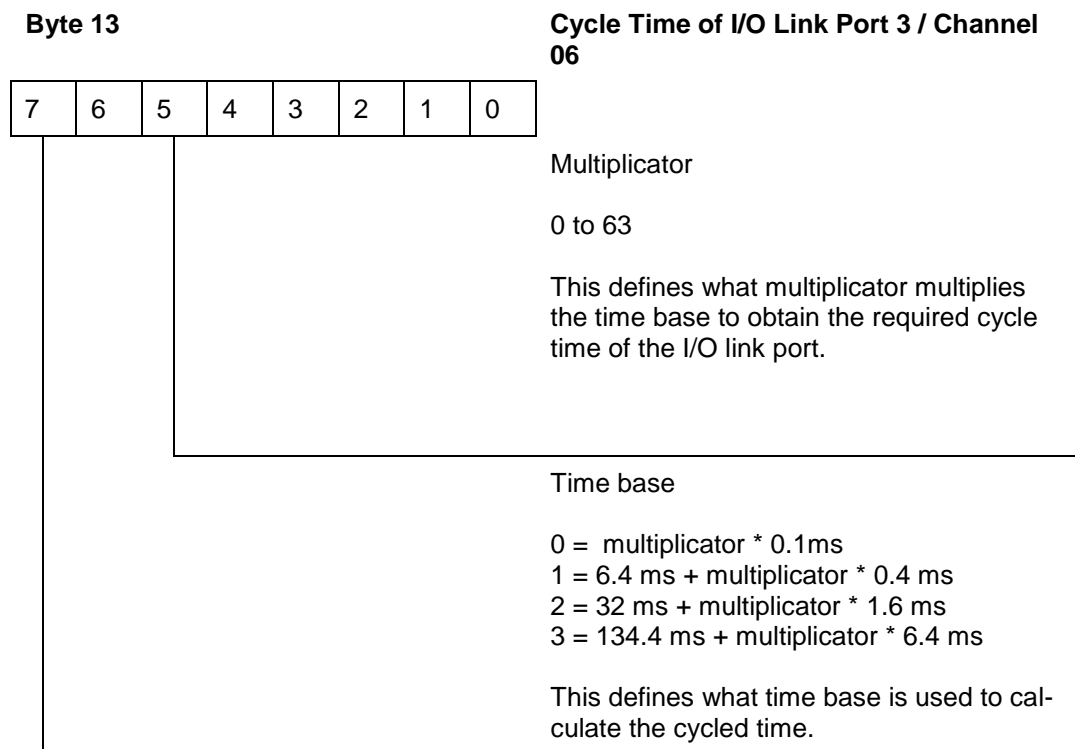 Byte 13
Cycle Time of I/O Link Port 3 / Channel
06
7 6 5 4 3 2 1 0
Multiplicator
0 to 63
This defines what multiplicator multiplies
the time base to obtain the required cycle
time of the I/O link port.
Time base
0 = multiplicator * 0.1ms
1 = 6.4 ms + multiplicator * 0.4 ms
2 = 32 ms + multiplicator * 1.6 ms
3 = 134.4 ms + multiplicator * 6.4 ms
This defines what time base is used to cal-
culate the cycled time.